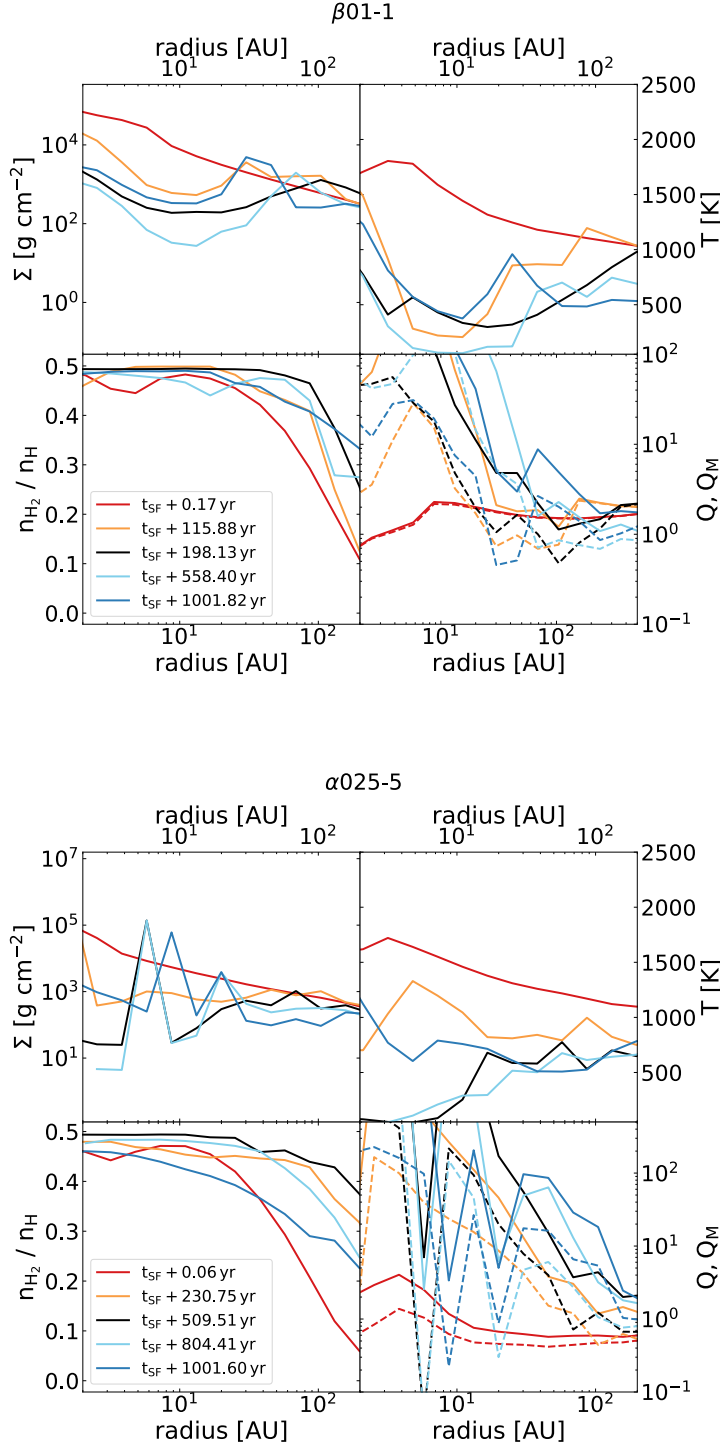 β01-1
radius [AU] radius [AU]
10¹ 10² 10¹ 10²
Σ [g cm⁻²]
10⁴
10²
10⁰
T [K]
2500
2000
1500
1000
500
n_H₂ / n_H
0.5
0.4
0.3
0.2
0.1
0.0
t_SF + 0.17 yr
t_SF + 115.88 yr
t_SF + 198.13 yr
t_SF + 558.40 yr
t_SF + 1001.82 yr
Q, Q_M
10²
10¹
10⁰
10⁻¹
10¹ 10² 10¹ 10²
radius [AU] radius [AU]
α025-5
radius [AU] radius [AU]
10¹ 10² 10¹ 10²
Σ [g cm⁻²]
10⁷
10⁵
10³
10¹
T [K]
2500
2000
1500
1000
500
n_H₂ / n_H
0.5
0.4
0.3
0.2
0.1
0.0
t_SF + 0.06 yr
t_SF + 230.75 yr
t_SF + 509.51 yr
t_SF + 804.41 yr
t_SF + 1001.60 yr
Q, Q_M
10²
10¹
10⁰
10⁻¹
10¹ 10² 10¹ 10²
radius [AU] radius [AU]